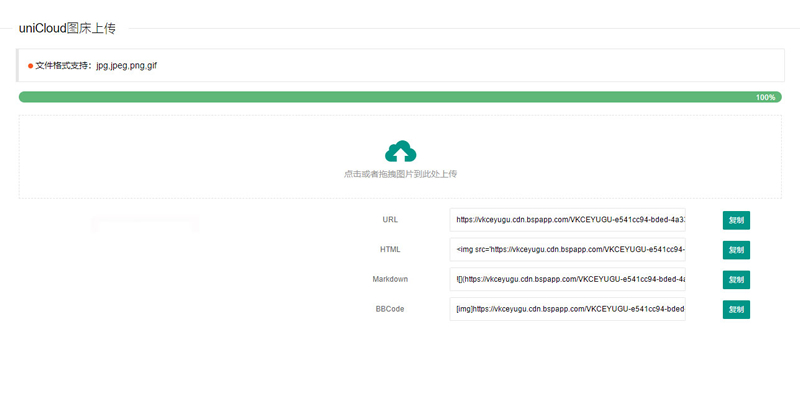 uniCloud图床上传
文件格式支持：jpg,jpeg,png,gif
100%
点击或者拖拽图片到此处上传
URL https://vkceyugu.cdn.bspapp.com/VKCEYUGU-e541cc94-bded-4a33 复制
HTML <img src='https://vkceyugu.cdn.bspapp.com/VKCEYUGU-e541cc94- 复制
Markdown ![](https://vkceyugu.cdn.bspapp.com/VKCEYUGU-e541cc94-bded-4a 复制
BBCode [img]https://vkceyugu.cdn.bspapp.com/VKCEYUGU-e541cc94-bded 复制